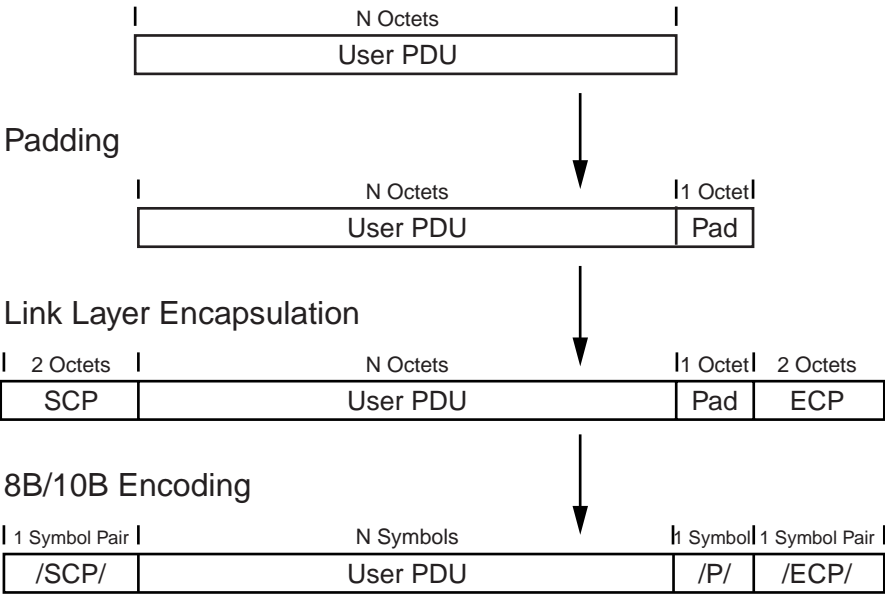 N Octets
User PDU
Padding
N Octets 1 Octet
User PDU Pad
Link Layer Encapsulation
2 Octets N Octets 1 Octet 2 Octets
SCP User PDU Pad ECP
8B/10B Encoding
1 Symbol Pair N Symbols 1 Symbol 1 Symbol Pair
/SCP/ User PDU /P/ /ECP/